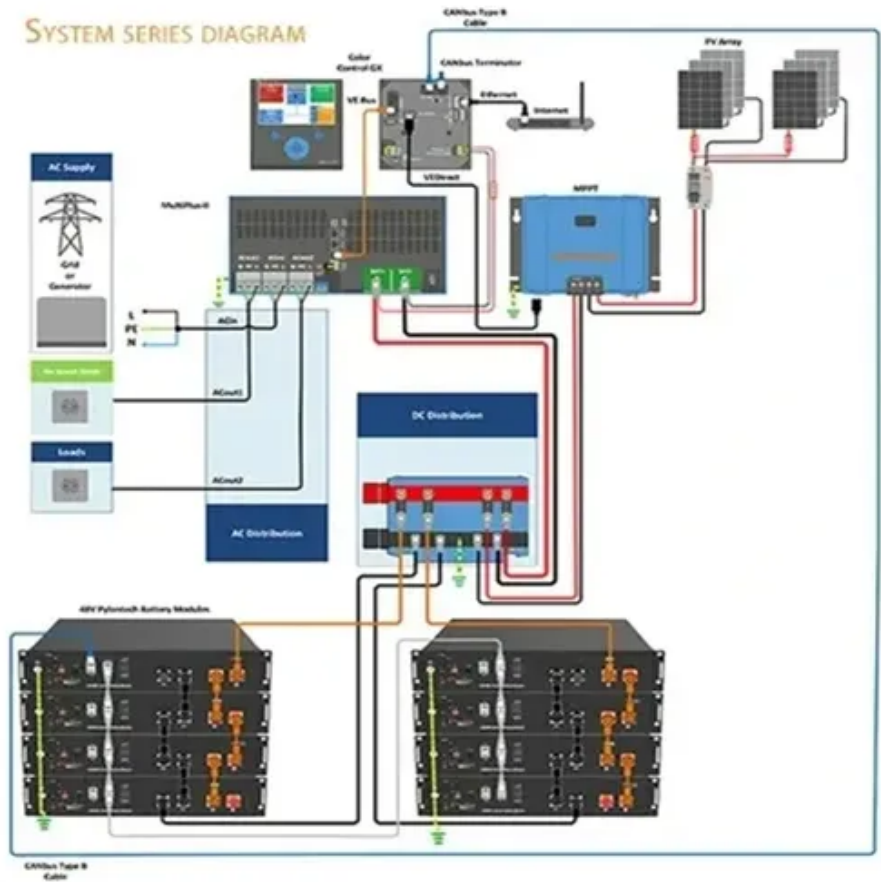 SYSTEM SERIES DIAGRAM
CANbus Type B
Cable
Color
Control GX
CANbus Terminator
PV Array
VE Bus
Ethernet
Internet
AC Supply
VEDirect
MPPT
MultiPlus-II
Grid
or
Generator
L
PE
N
ACin
ACout1
DC Distribution
Loads
ACout2
AC Distribution
48V Pylontech Battery Modules
CANbus Type B
Cable